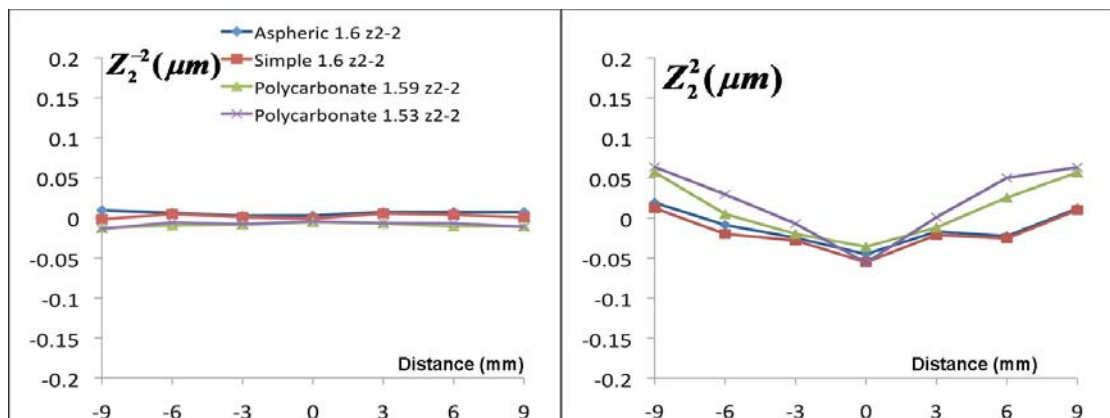 Aspheric 1.6 z2-2
Simple 1.6 z2-2
Polycarbonate 1.59 z2-2
Polycarbonate 1.53 z2-2
Z₂⁻²(μm)
0.2
0.15
0.1
0.05
0
-0.05
-0.1
-0.15
-0.2
Distance (mm)
-9 -6 -3 0 3 6 9
Z₂²(μm)
0.2
0.15
0.1
0.05
0
-0.05
-0.1
-0.15
-0.2
Distance (mm)
-9 -6 -3 0 3 6 9